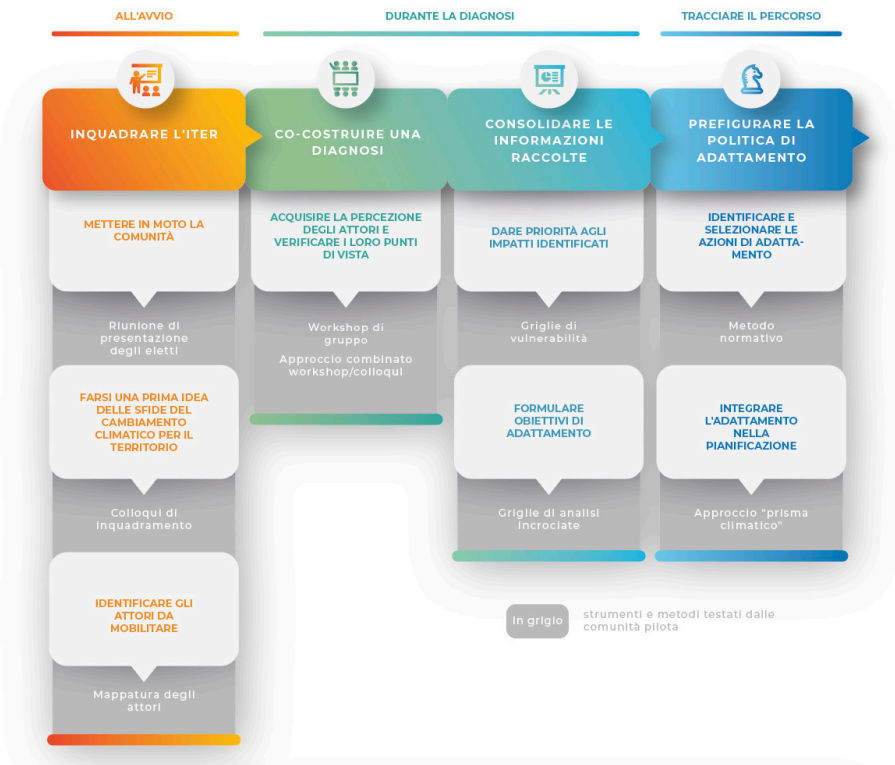 ALL'AVVIO
DURANTE LA DIAGNOSI
TRACCIARE IL PERCORSO
INQUADRARE L'ITER
CO-COSTRUIRE UNA
DIAGNOSI
CONSOLIDARE LE
INFORMAZIONI
RACCOLTE
PREFIGURARE LA
POLITICA DI
ADATTAMENTO
METTERE IN MOTO LA
COMUNITÀ
Riunione di
presentazione
degli eletti
FARSI UNA PRIMA IDEA
DELLE SFIDE DEL
CAMBIAMENTO
CLIMATICO PER IL
TERRITORIO
Colloqui di
inquadramento
IDENTIFICARE GLI
ATTORI DA
MOBILITARE
Mappatura degli
attori
ACQUISIRE LA PERCEZIONE
DEGLI ATTORI E
VERIFICARE I LORO PUNTI
DI VISTA
Workshop di
gruppo
Approccio combinato
workshop/colloqui
DARE PRIORITÀ AGLI
IMPATTI IDENTIFICATI
Griglie di
vulnerabilità
FORMULARE
OBIETTIVI DI
ADATTAMENTO
Griglie di analisi
incrociate
IDENTIFICARE E
SELEZIONARE LE
AZIONI DI ADATTA-
MENTO
Metodo
normativo
INTEGRARE
L'ADATTAMENTO
NELLA
PIANIFICAZIONE
Approccio "prisma
climatico"
in grigio
strumenti e metodi testati dalle
comunità pilota